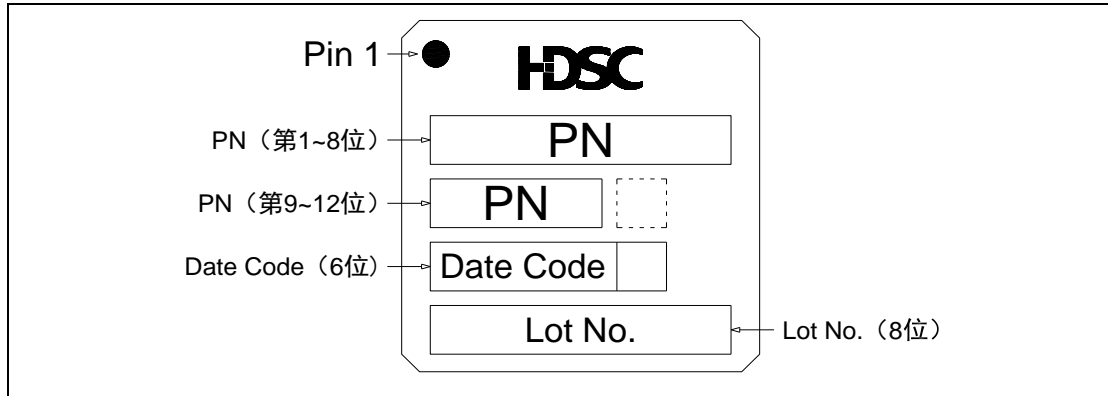 Pin 1
HDSC
PN（第1~8位）
PN
PN（第9~12位）
PN
Date Code（6位）
Date Code
Lot No.
Lot No.（8位）